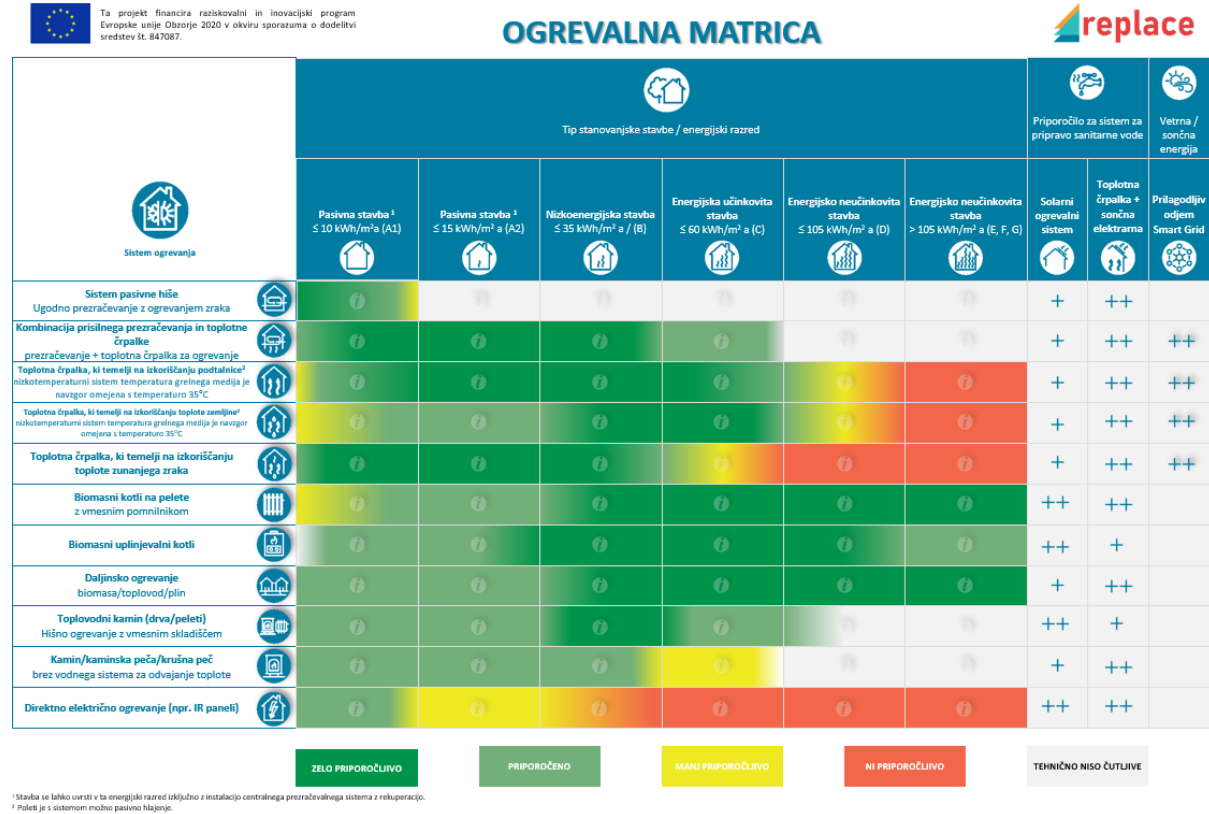 Ta projekt financira raziskovalni in inovacijski program
Evropske unije Obzorje 2020 v okviru sporazuma o dodelitvi
sredstev št. 847087.
OGREVALNA MATRICA
replace
Tip stanovanjske stavbe / energijski razred
Priporočilo za sistem za
pripravo sanitarne vode
Vetrna /
sončna
energija
Sistem ogrevanja
Pasivna stavba ¹
≤ 10 kWh/m²a (A1)
Pasivna stavba ¹
≤ 15 kWh/m² a (A2)
Nizkoenergijska stavba
≤ 35 kWh/m² a / (B)
Energijska učinkovita
stavba
≤ 60 kWh/m² a (C)
Energijsko neučinkovita
stavba
≤ 105 kWh/m² a (D)
Energijsko neučinkovita
stavba
> 105 kWh/m² a (E, F, G)
Solarni
ogrevalni
sistem
Toplotna
črpalka +
sončna
elektrarna
Prilagodljiv
odjem
Smart Grid
Sistem pasivne hiše
Ugodno prezračevanje z ogrevanjem zraka
+ ++
Kombinacija prisilnega prezračevanja in toplotne
črpalke
prezračevanje + toplotna črpalka za ogrevanje
+ ++ ++
Toplotna črpalka, ki temelji na izkoriščanju podtalnice²
nizkotemperaturni sistem temperatura grelnega medija je
navzgor omejena s temperaturo 35°C
+ ++ ++
Toplotna črpalka, ki temelji na izkoriščanju toplote zemljine²
nizkotemperaturni sistem temperatura grelnega medija je navzgor
omejena s temperaturo 35°C
+ ++ ++
Toplotna črpalka, ki temelji na izkoriščanju
toplote zunanjega zraka
+ ++ ++
Biomasni kotli na pelete
z vmesnim pomnilnikom
++ ++
Biomasni uplinjevalni kotli
++ +
Daljinsko ogrevanje
biomasa/toplovod/plin
+ ++
Toplovodni kamin (drva/peleti)
Hišno ogrevanje z vmesnim skladiščem
++ +
Kamin/kaminska peča/krušna peč
brez vodnega sistema za odvajanje toplote
+ ++
Direktno električno ogrevanje (npr. IR paneli)
++ ++
ZELO PRIPOROČLJIVO
PRIPOROČENO
MANJ PRIPOROČLJIVO
NI PRIPOROČLJIVO
TEHNIČNO NISO ČUTLJIVE
¹ Stavba se lahko uvrsti v ta energijski razred izključno z instalacijo centralnega prezračevalnega sistema z rekuperacijo.
² Poleti je s sistemom možno pasivno hlajenje.